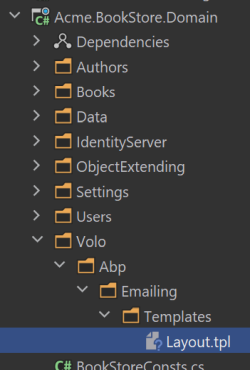 C# Acme.BookStore.Domain
Dependencies
Authors
Books
Data
IdentityServer
ObjectExtending
Settings
Users
Volo
Abp
Emailing
Templates
Layout.tpl
C# BookStoreConsts.cs